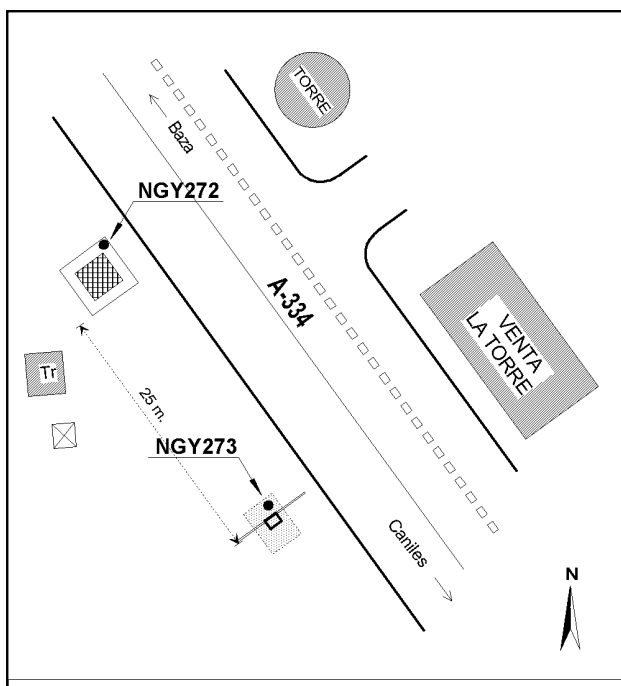 TORRE
Baza
NGY272
A-334
VENTA
LA TORRE
Tr
25 m.
NGY273
Caniles
N